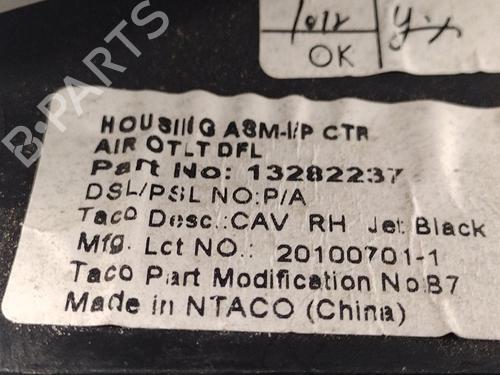 OK
HOUSING ASM-I/P CTR
AIR OTLT DFL
Part No: 13282237
DSL/PSL NO:P/A
Taco Desc.:CAV RH Jet Black
Mfg. Lct NO.: 20100701-1
Taco Part Modification No:B7
Made in NTACO (China)
B-PARTS